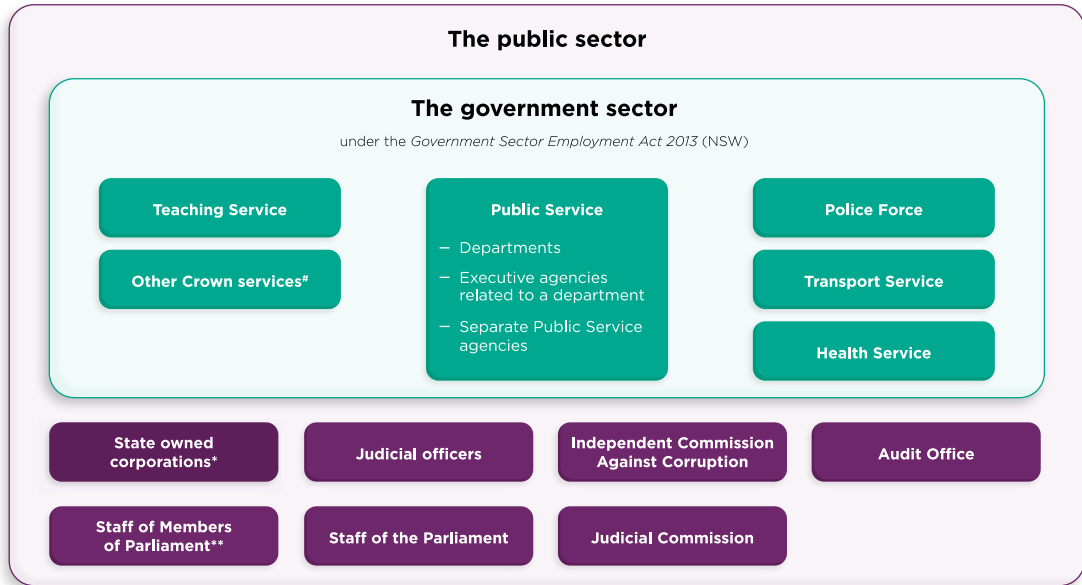 The public sector
The government sector
under the Government Sector Employment Act 2013 (NSW)
Teaching Service
Other Crown services#
Public Service
– Departments
– Executive agencies
related to a department
– Separate Public Service
agencies
Police Force
Transport Service
Health Service
State owned
corporations*
Judicial officers
Independent Commission
Against Corruption
Audit Office
Staff of Members
of Parliament**
Staff of the Parliament
Judicial Commission